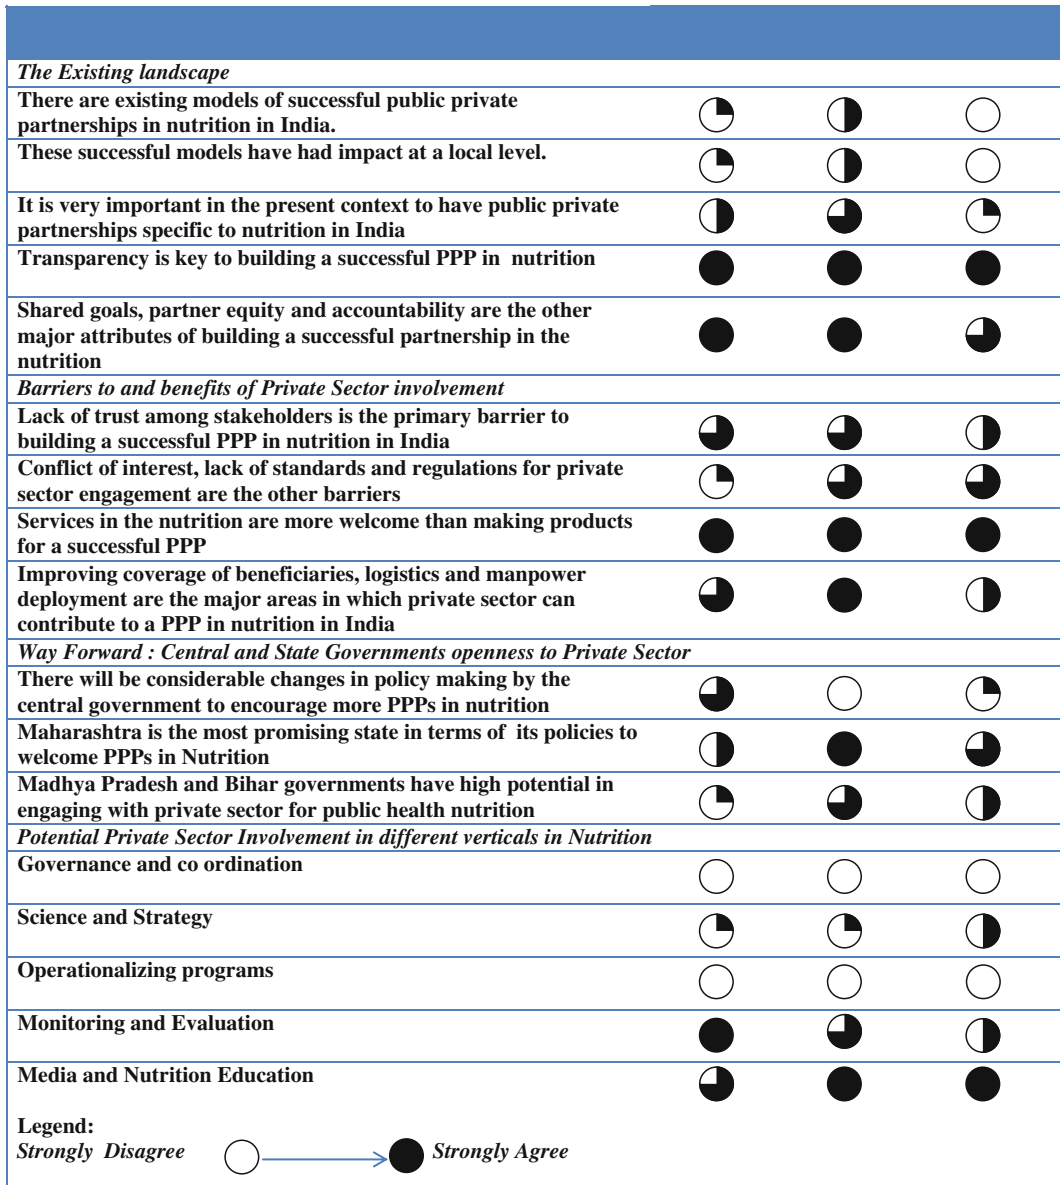 The Existing landscape
There are existing models of successful public private
partnerships in nutrition in India.
These successful models have had impact at a local level.
It is very important in the present context to have public private
partnerships specific to nutrition in India
Transparency is key to building a successful PPP in nutrition
Shared goals, partner equity and accountability are the other
major attributes of building a successful partnership in the
nutrition
Barriers to and benefits of Private Sector involvement
Lack of trust among stakeholders is the primary barrier to
building a successful PPP in nutrition in India
Conflict of interest, lack of standards and regulations for private
sector engagement are the other barriers
Services in the nutrition are more welcome than making products
for a successful PPP
Improving coverage of beneficiaries, logistics and manpower
deployment are the major areas in which private sector can
contribute to a PPP in nutrition in India
Way Forward : Central and State Governments openness to Private Sector
There will be considerable changes in policy making by the
central government to encourage more PPPs in nutrition
Maharashtra is the most promising state in terms of its policies to
welcome PPPs in Nutrition
Madhya Pradesh and Bihar governments have high potential in
engaging with private sector for public health nutrition
Potential Private Sector Involvement in different verticals in Nutrition
Governance and co ordination
Science and Strategy
Operationalizing programs
Monitoring and Evaluation
Media and Nutrition Education
Legend:
Strongly Disagree Strongly Agree